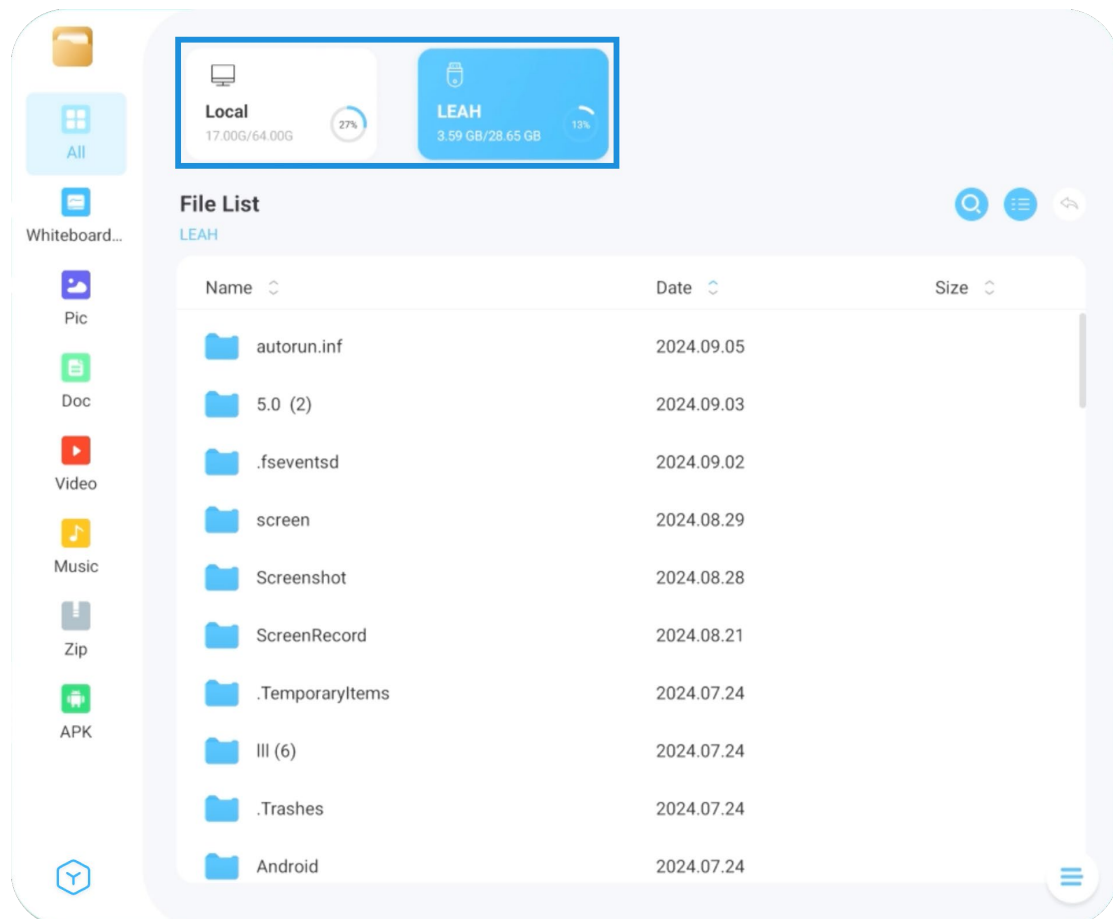 All
Whiteboard...
Pic
Doc
Video
Music
Zip
APK
Local
17.00G/64.00G
27%
LEAH
3.59 GB/28.65 GB
13%
File List
LEAH
Name Date Size
autorun.inf 2024.09.05
5.0 (2) 2024.09.03
.fseventsd 2024.09.02
screen 2024.08.29
Screenshot 2024.08.28
ScreenRecord 2024.08.21
.TemporaryItems 2024.07.24
lll (6) 2024.07.24
.Trashes 2024.07.24
Android 2024.07.24